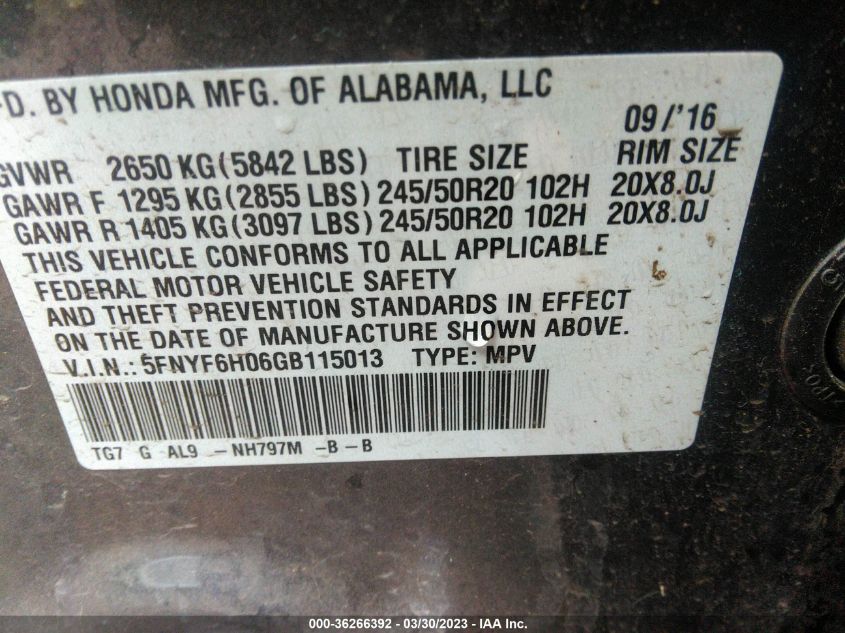 D. BY HONDA MFG. OF ALABAMA, LLC
09/'16
GVWR 2650 KG(5842 LBS) TIRE SIZE RIM SIZE
GAWR F 1295 KG(2855 LBS) 245/50R20 102H 20X8.0J
GAWR R 1405 KG(3097 LBS) 245/50R20 102H 20X8.0J
THIS VEHICLE CONFORMS TO ALL APPLICABLE
FEDERAL MOTOR VEHICLE SAFETY
AND THEFT PREVENTION STANDARDS IN EFFECT
ON THE DATE OF MANUFACTURE SHOWN ABOVE.
V.I.N.: 5FNYF6H06GB115013 TYPE: MPV
TG7 G AL9 -NH797M -B-B
000-36266392 - 03/30/2023 - IAA Inc.